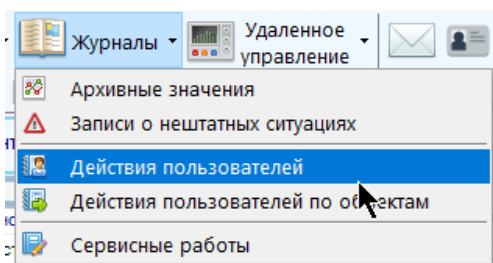 Журналы
Удаленное
управление
Архивные значения
Записи о нештатных ситуациях
Действия пользователей
Действия пользователей по объектам
Сервисные работы